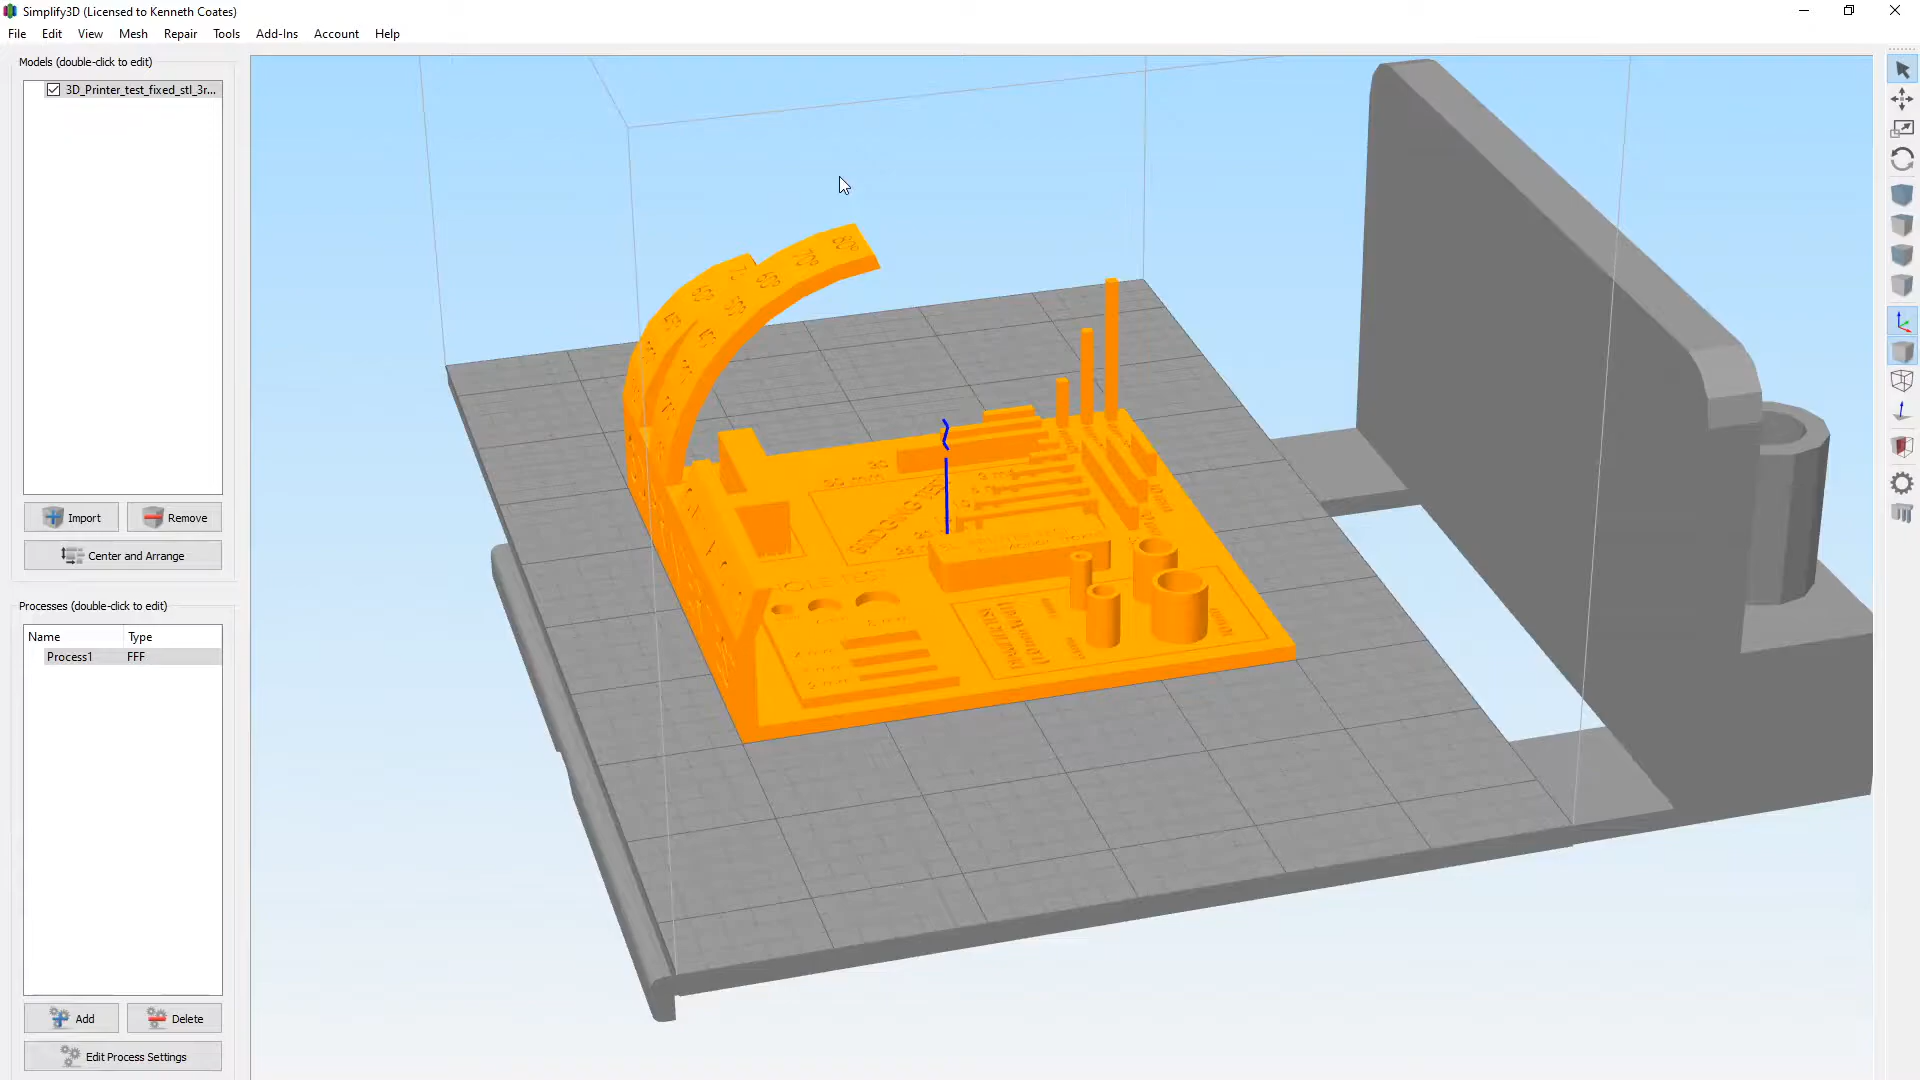 Simplify3D (Licensed to Kenneth Coates)
File Edit View Mesh Repair Tools Add-Ins Account Help
Models (double-click to edit)
3D_Printer_test_fixed_stl_3r...
Import Remove
Center and Arrange
Processes (double-click to edit)
Name Type
Process1 FFF
Add Delete
Edit Process Settings
80°
70°